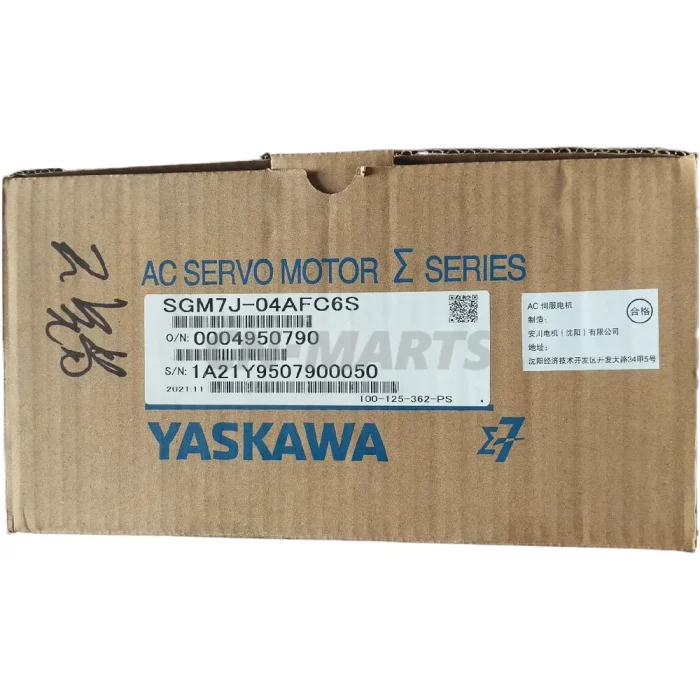 AC SERVO MOTOR Σ SERIES
SGM7J-04AFC6S
O/N: 0004950790
S/N: 1A21Y9507900050
2021.11
100-125-362-PS
AC 伺服电机
制造:
安川电机(沈阳)有限公司
地址:
沈阳经济技术开发区开发大路34甲5号
合格
YASKAWA
Σ7